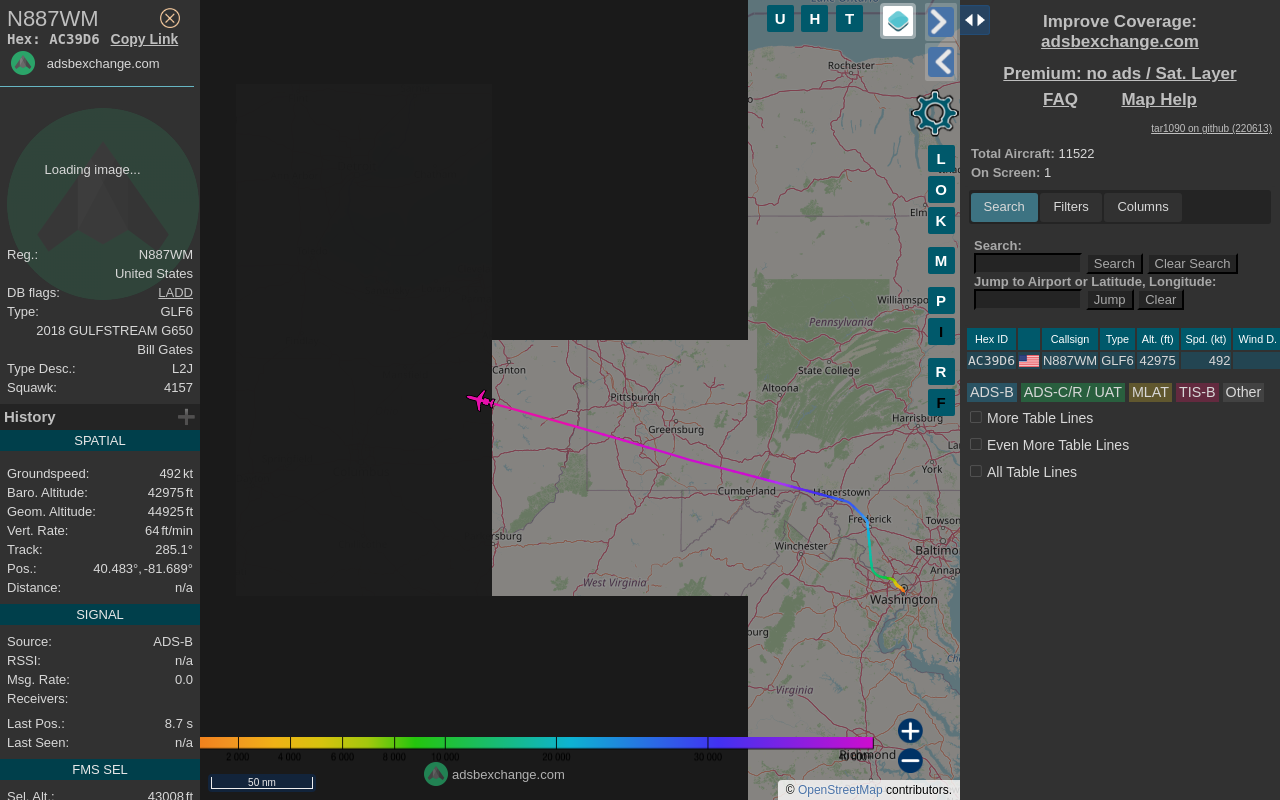 N887WM
Hex: AC39D6 Copy Link
adsbexchange.com
Loading image...
Reg.: N887WM
United States
DB flags: LADD
Type: GLF6
2018 GULFSTREAM G650
Bill Gates
Type Desc.: L2J
Squawk: 4157
History
SPATIAL
Groundspeed: 492 kt
Baro. Altitude: 42975 ft
Geom. Altitude: 44925 ft
Vert. Rate: 64 ft/min
Track: 285.1°
Pos.: 40.483°, -81.689°
Distance: n/a
SIGNAL
Source: ADS-B
RSSI: n/a
Msg. Rate: 0.0
Receivers:
Last Pos.: 8.7 s
Last Seen: n/a
FMS SEL
Sel. Alt.: 43008 ft
U H T
L
O
K
M
P
I
R
F
Rochester
Elm
Williamspo
Pennsylvania
Canton
State College
Altoona
Pittsburgh
Harrisburg
Greensburg
York
Cumberland
Hagerstown
Frederick
Towson
rsburg
Winchester
Baltimo
Annap
West Virginia
Washington
burg
Virginia
Richmond
2 000 4 000 6 000 8 000 10 000 20 000 30 000 40 000+
50 nm
adsbexchange.com
© OpenStreetMap contributors.
Improve Coverage:
adsbexchange.com
Premium: no ads / Sat. Layer
FAQ Map Help
tar1090 on github (220613)
Total Aircraft: 11522
On Screen: 1
Search Filters Columns
Search:
Search Clear Search
Jump to Airport or Latitude, Longitude:
Jump Clear
Hex ID Callsign Type Alt. (ft) Spd. (kt) Wind D.
AC39D6 N887WM GLF6 42975 492
ADS-B ADS-C/R / UAT MLAT TIS-B Other
More Table Lines
Even More Table Lines
All Table Lines